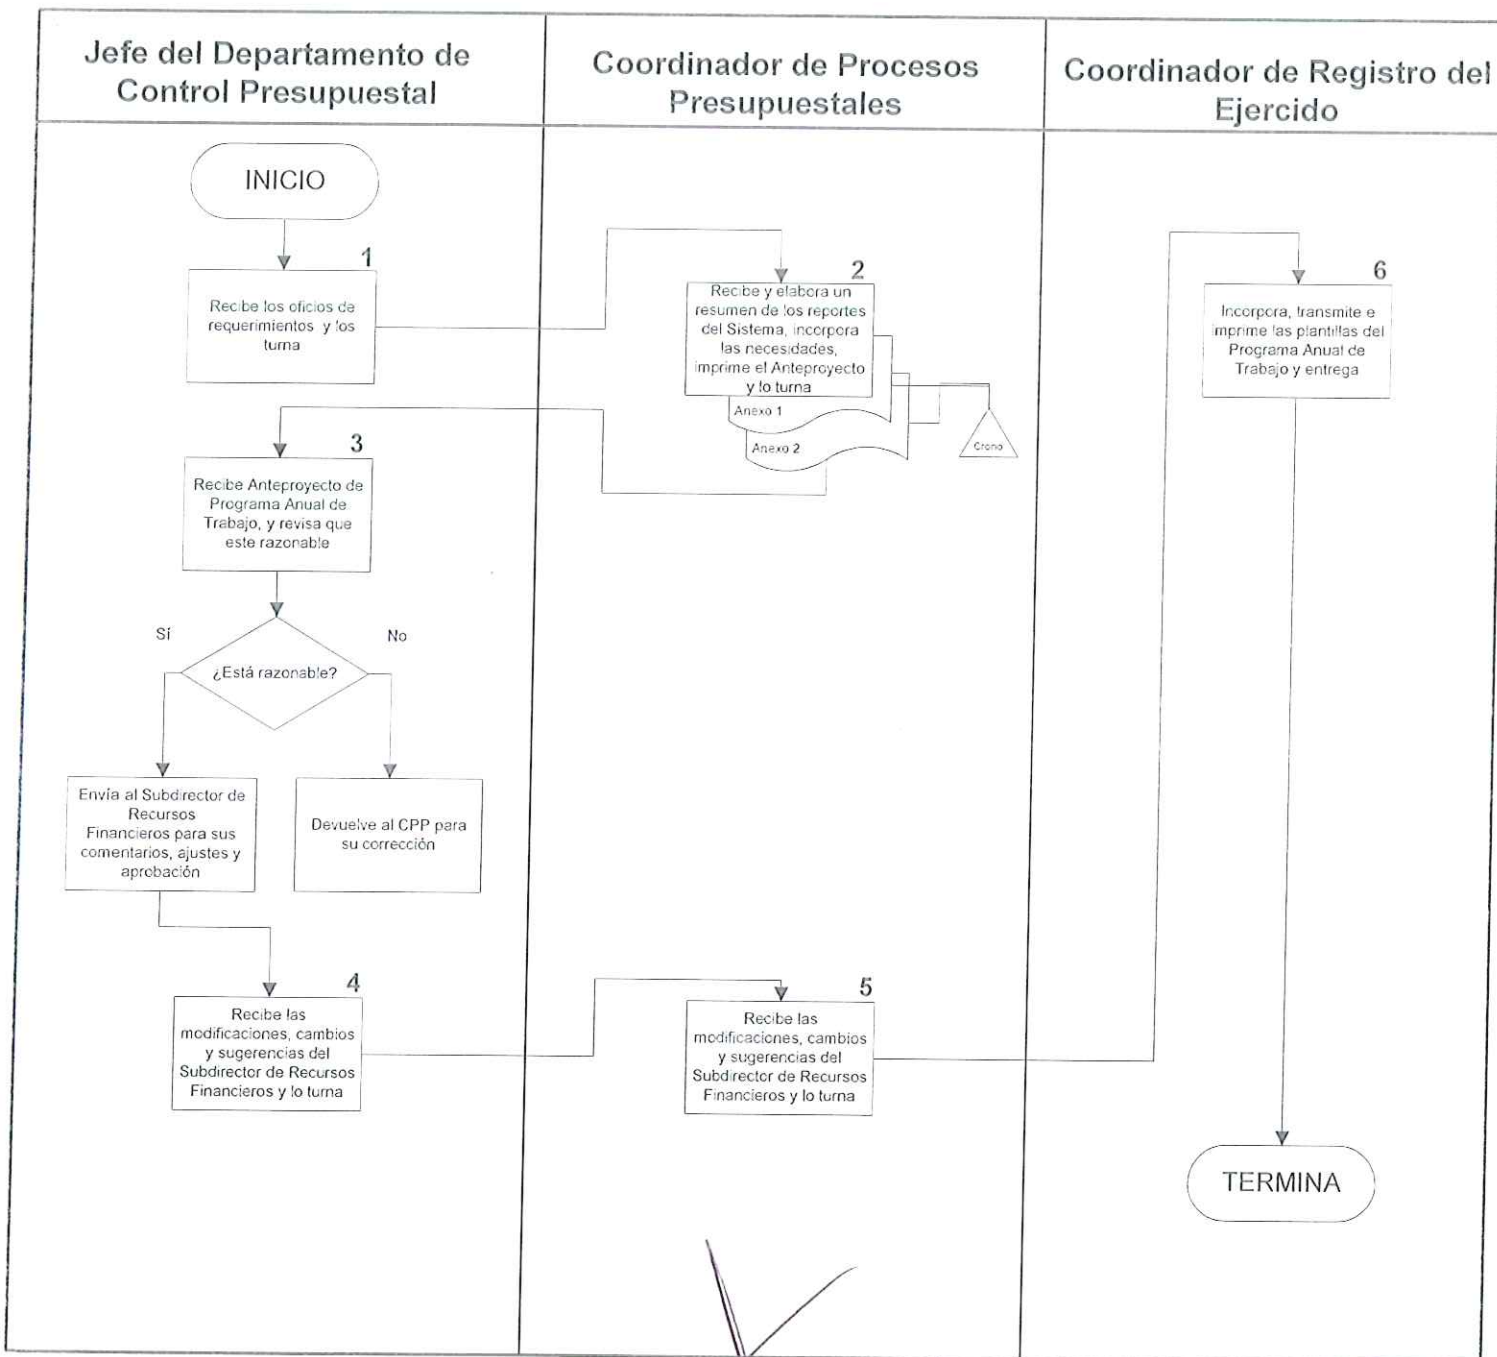 Jefe del Departamento de
Control Presupuestal
Coordinador de Procesos
Presupuestales
Coordinador de Registro del
Ejercido
INICIO
1
Recibe los oficios de
requerimientos y los
turna
2
Recibe y elabora un
resumen de los reportes
del Sistema, incorpora
las necesidades,
imprime el Anteproyecto
y lo turna
Anexo 1
Anexo 2
Crono
3
Recibe Anteproyecto de
Programa Anual de
Trabajo, y revisa que
este razonable
¿Está razonable?
Sí
No
Envía al Subdirector de
Recursos
Financieros para sus
comentarios, ajustes y
aprobación
Devuelve al CPP para
su corrección
4
Recibe las
modificaciones, cambios
y sugerencias del
Subdirector de Recursos
Financieros y lo turna
5
Recibe las
modificaciones, cambios
y sugerencias del
Subdirector de Recursos
Financieros y lo turna
6
Incorpora, transmite e
imprime las plantillas del
Programa Anual de
Trabajo y entrega
TERMINA